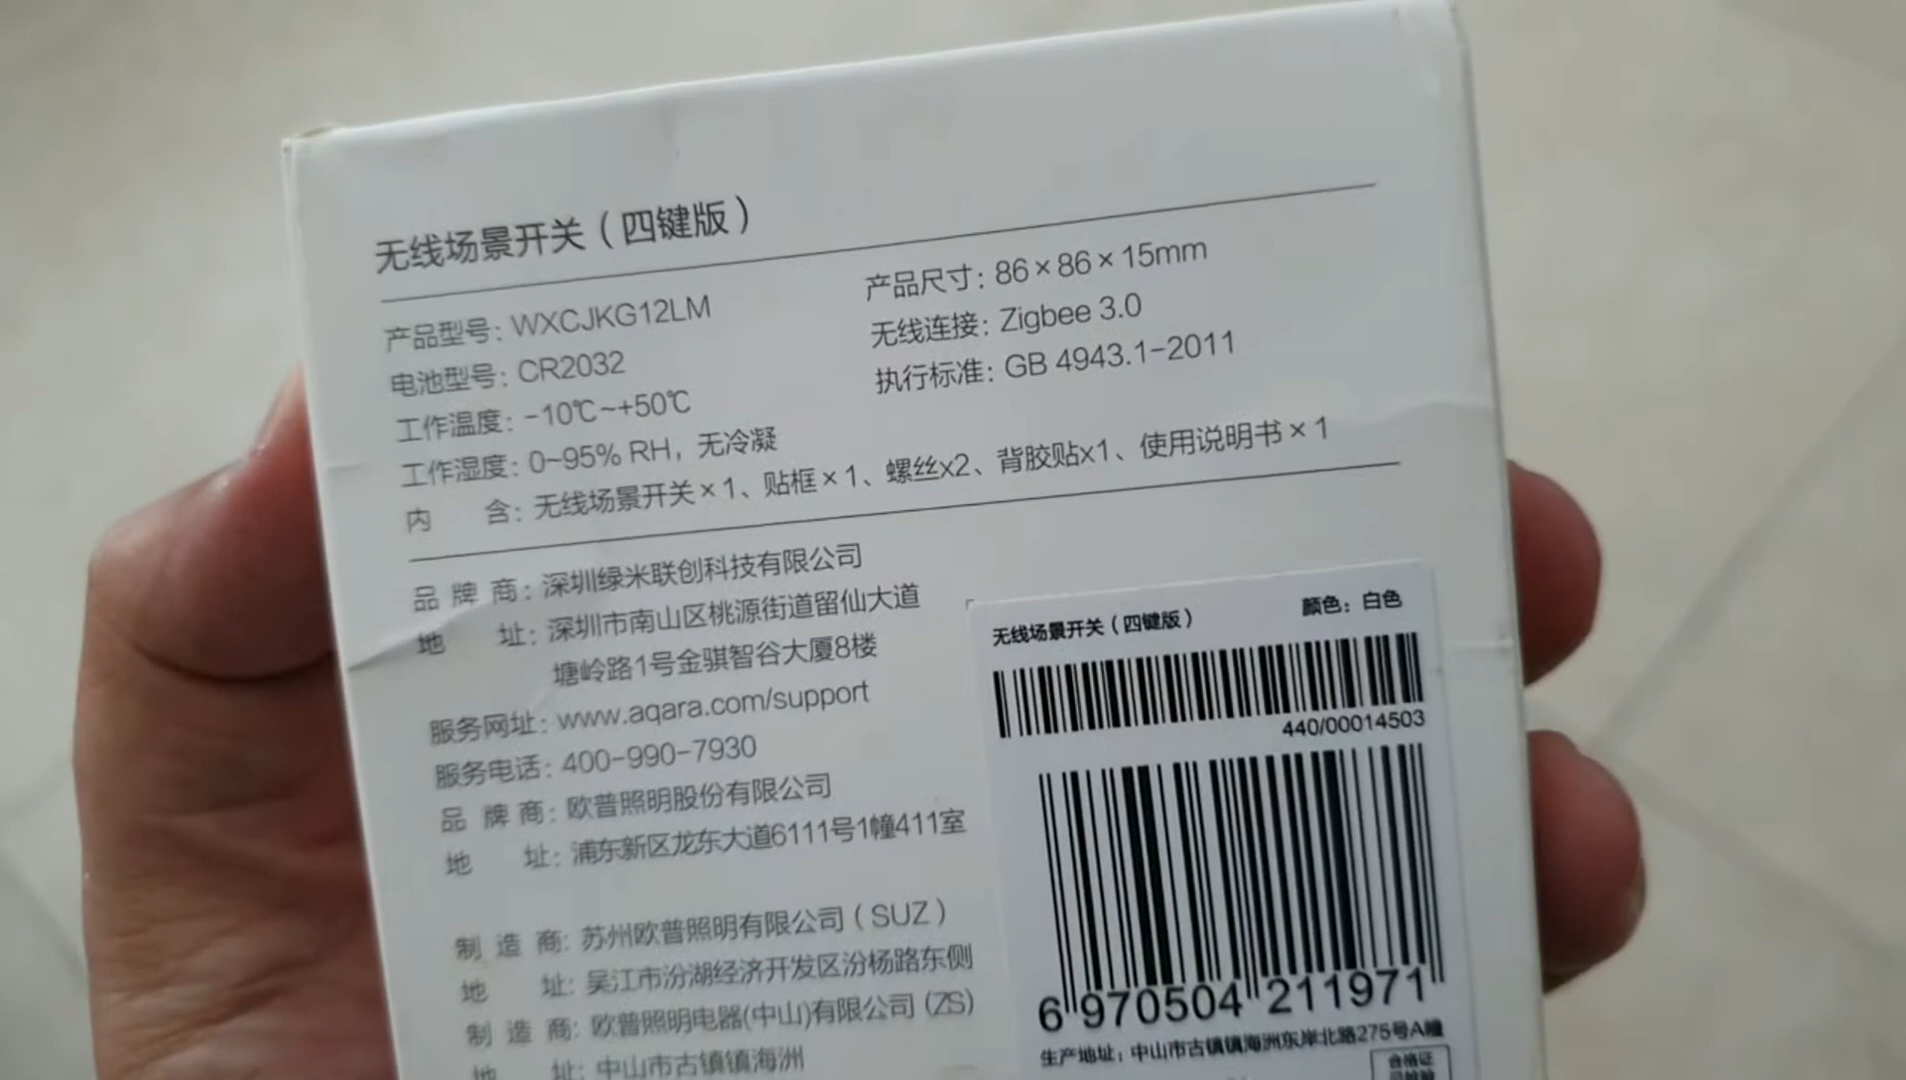 无线场景开关（四键版）
产品型号：WXCJKG12LM
电池型号：CR2032
工作温度：-10℃~+50℃
工作湿度：0~95% RH，无冷凝
产品尺寸：86×86×15mm
无线连接：Zigbee 3.0
执行标准：GB 4943.1-2011
内 含：无线场景开关×1、贴框×1、螺丝x2、背胶贴x1、使用说明书×1
品 牌 商：深圳绿米联创科技有限公司
地 址：深圳市南山区桃源街道留仙大道
塘岭路1号金骐智谷大厦8楼
服务网址：www.aqara.com/support
服务电话：400-990-7930
品 牌 商：欧普照明股份有限公司
地 址：浦东新区龙东大道6111号1幢411室
制 造 商：苏州欧普照明有限公司（SUZ）
地 址：吴江市汾湖经济开发区汾杨路东侧
制 造 商：欧普照明电器(中山)有限公司 (ZS)
地 址：中山市古镇镇海洲
无线场景开关（四键版）
颜色：白色
440/00014503
6 970504 211971
生产地址：中山市古镇镇海洲东岸北路275号A幢
合格证